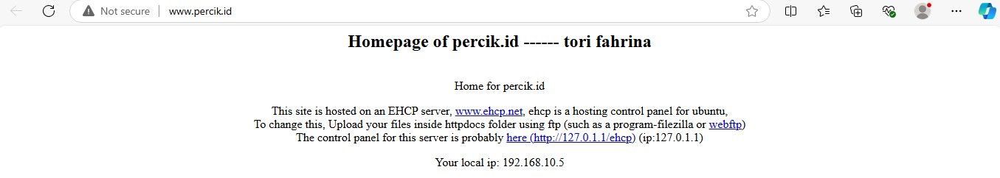 Not secure | www.percik.id
Homepage of percik.id ------ tori fahrina
Home for percik.id
This site is hosted on an EHCP server, www.ehcp.net, ehcp is a hosting control panel for ubuntu,
To change this, Upload your files inside httpdocs folder using ftp (such as a program-filezilla or webftp)
The control panel for this server is probably here (http://127.0.1.1/ehcp) (ip:127.0.1.1)
Your local ip: 192.168.10.5